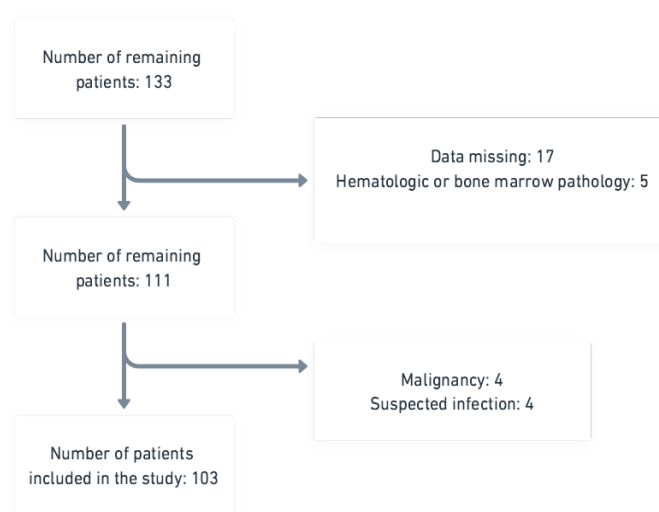 Number of remaining
patients: 133
Data missing: 17
Hematologic or bone marrow pathology: 5
Number of remaining
patients: 111
Malignancy: 4
Suspected infection: 4
Number of patients
included in the study: 103